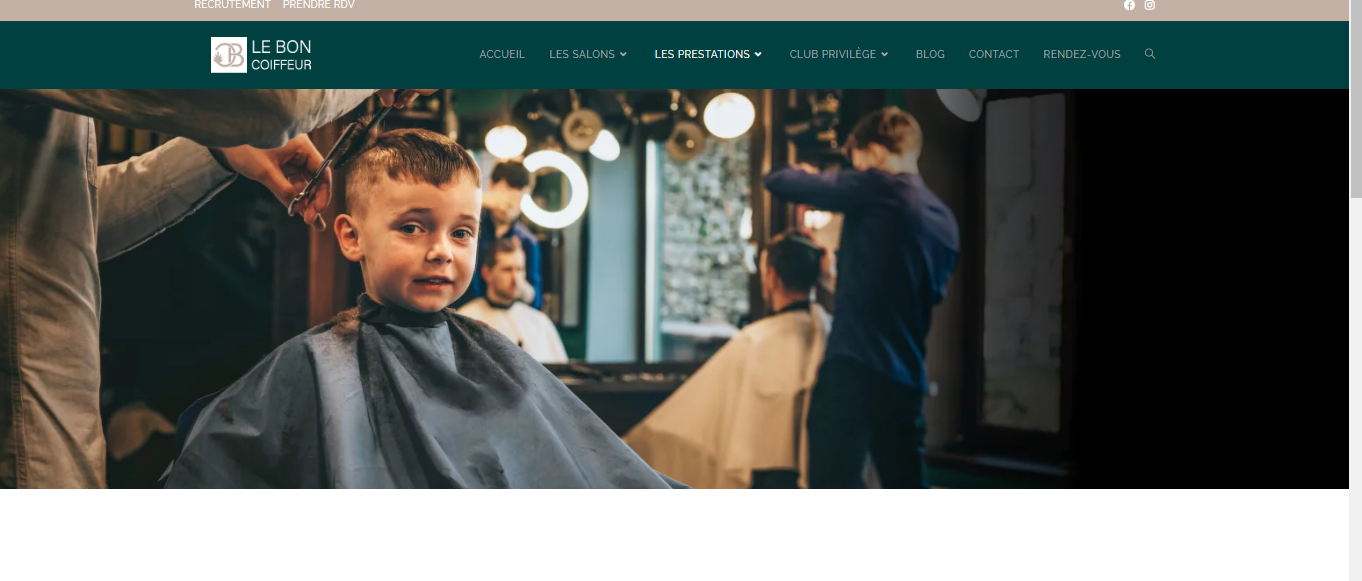 RECRUTEMENT PRENDRE RDV
LE BON
COIFFEUR
ACCUEIL LES SALONS LES PRESTATIONS CLUB PRIVILÈGE BLOG CONTACT RENDEZ-VOUS